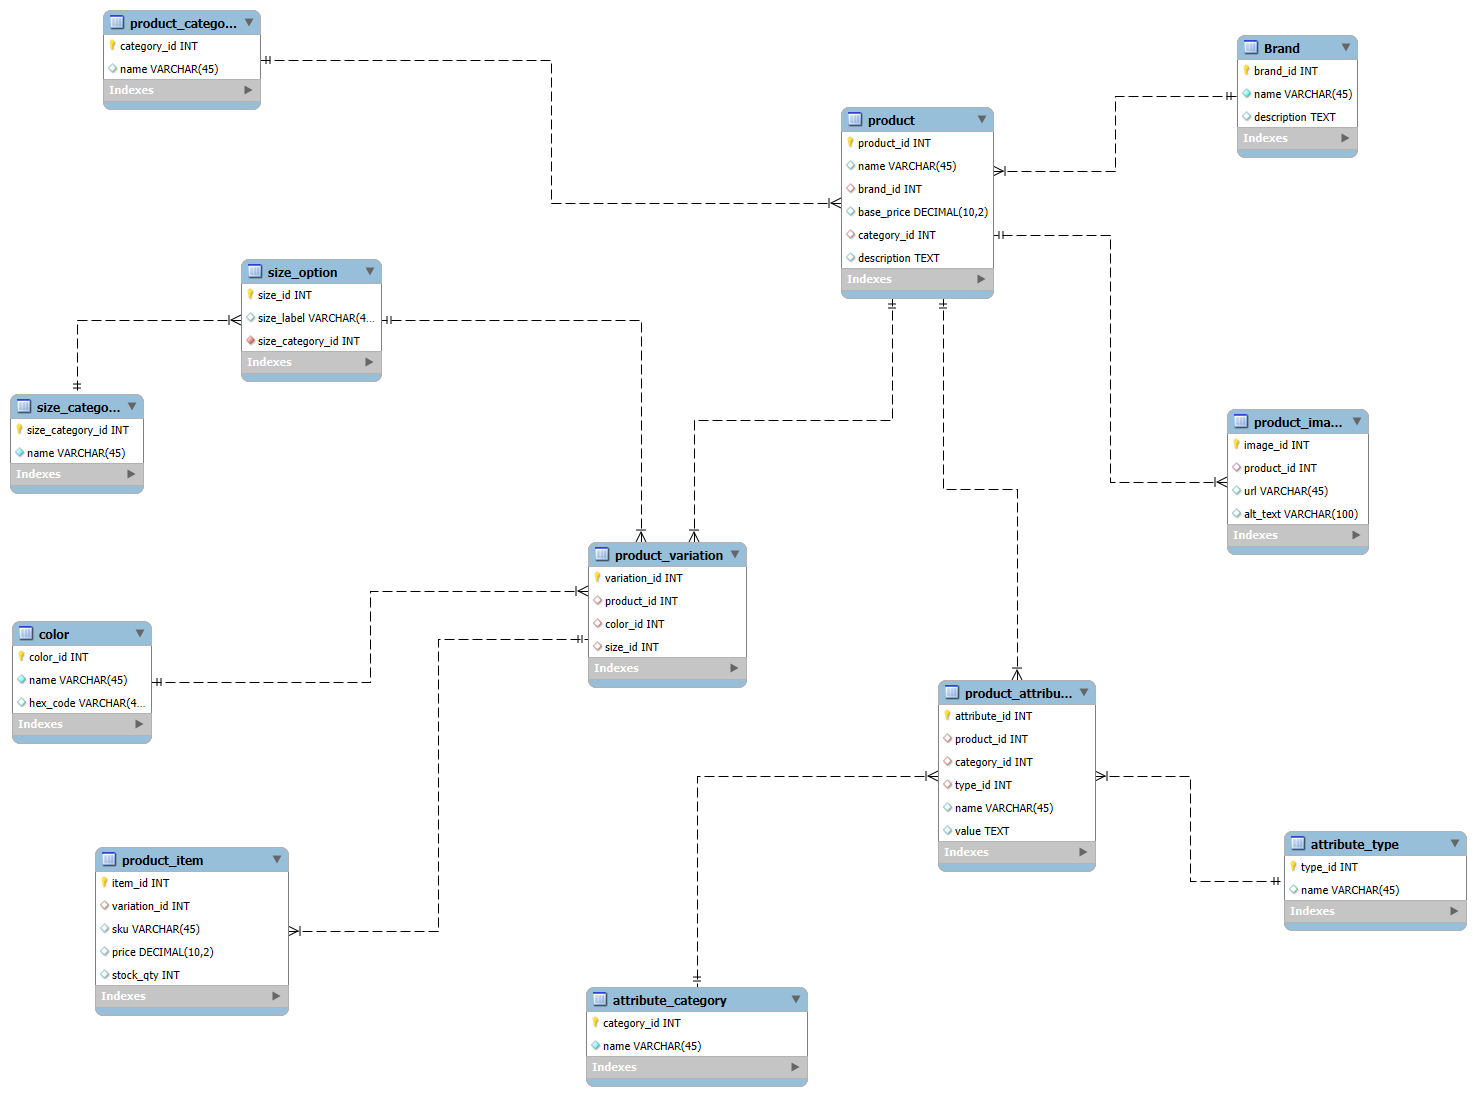 product_catego...
category_id INT
name VARCHAR(45)
Indexes
Brand
brand_id INT
name VARCHAR(45)
description TEXT
Indexes
product
product_id INT
name VARCHAR(45)
brand_id INT
base_price DECIMAL(10,2)
category_id INT
description TEXT
Indexes
size_option
size_id INT
size_label VARCHAR(4...
size_category_id INT
Indexes
size_catego...
size_category_id INT
name VARCHAR(45)
Indexes
product_ima...
image_id INT
product_id INT
url VARCHAR(45)
alt_text VARCHAR(100)
Indexes
product_variation
variation_id INT
product_id INT
color_id INT
size_id INT
Indexes
color
color_id INT
name VARCHAR(45)
hex_code VARCHAR(4...
Indexes
product_attribu...
attribute_id INT
product_id INT
category_id INT
type_id INT
name VARCHAR(45)
value TEXT
Indexes
attribute_type
type_id INT
name VARCHAR(45)
Indexes
product_item
item_id INT
variation_id INT
sku VARCHAR(45)
price DECIMAL(10,2)
stock_qty INT
Indexes
attribute_category
category_id INT
name VARCHAR(45)
Indexes